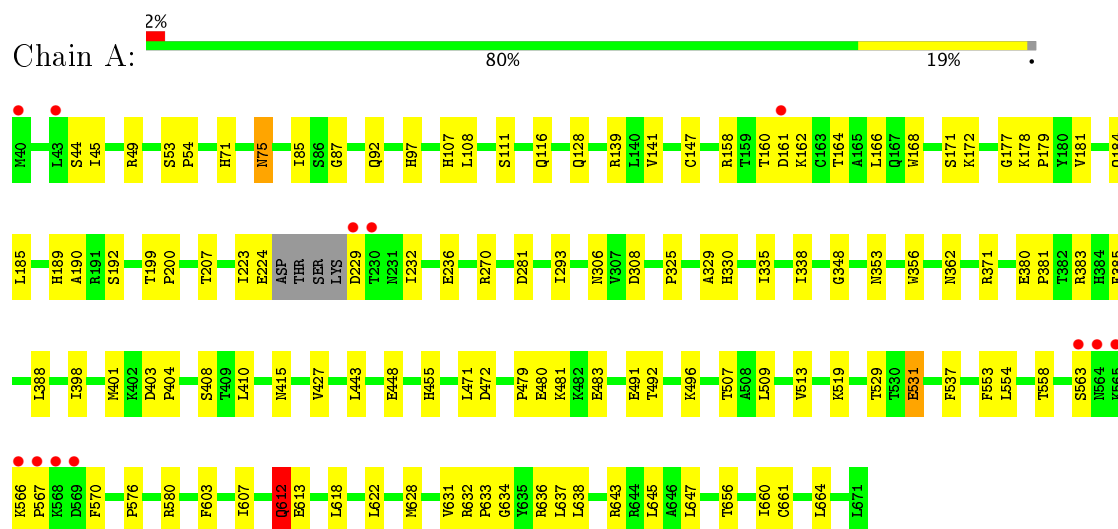 2%
Chain A:
80%
19%
M40 L43 S44 I45 R49 S53 P54 H71 N75 I85 S86 G87 Q92 H97 H107 L108 S111 Q116 Q128 R139 L140 V141 C147 R158 T159 T160 D161 K162 C163 T164 A165 L166 Q167 W168 S171 K172 G177 K178 P179 Y180 V181 Q184
L185 H189 A190 R191 S192 T199 P200 T207 I223 E224 ASP THR SER LYS D229 T230 N231 I232 E236 R270 D281 I293 N306 V307 D308 P325 A329 H330 I335 I338 G348 N353 W356 N362 R371 E380 P381 T382 R383 H384 F385
L388 I398 M401 K402 D403 P404 S408 T409 L410 N415 V427 L443 E448 H455 L471 D472 P479 E480 K481 K482 E483 E491 T492 K496 T507 A508 L509 V513 K519 T529 T530 E531 F537 F553 L554 T558 S563 N564 K565
K566 P567 K568 D569 F570 P576 R580 F603 I607 Q612 E613 L618 L622 M628 V631 R632 P633 G634 Y635 R636 L637 L638 R643 R644 L645 A646 L647 T656 I660 C661 L664 L671